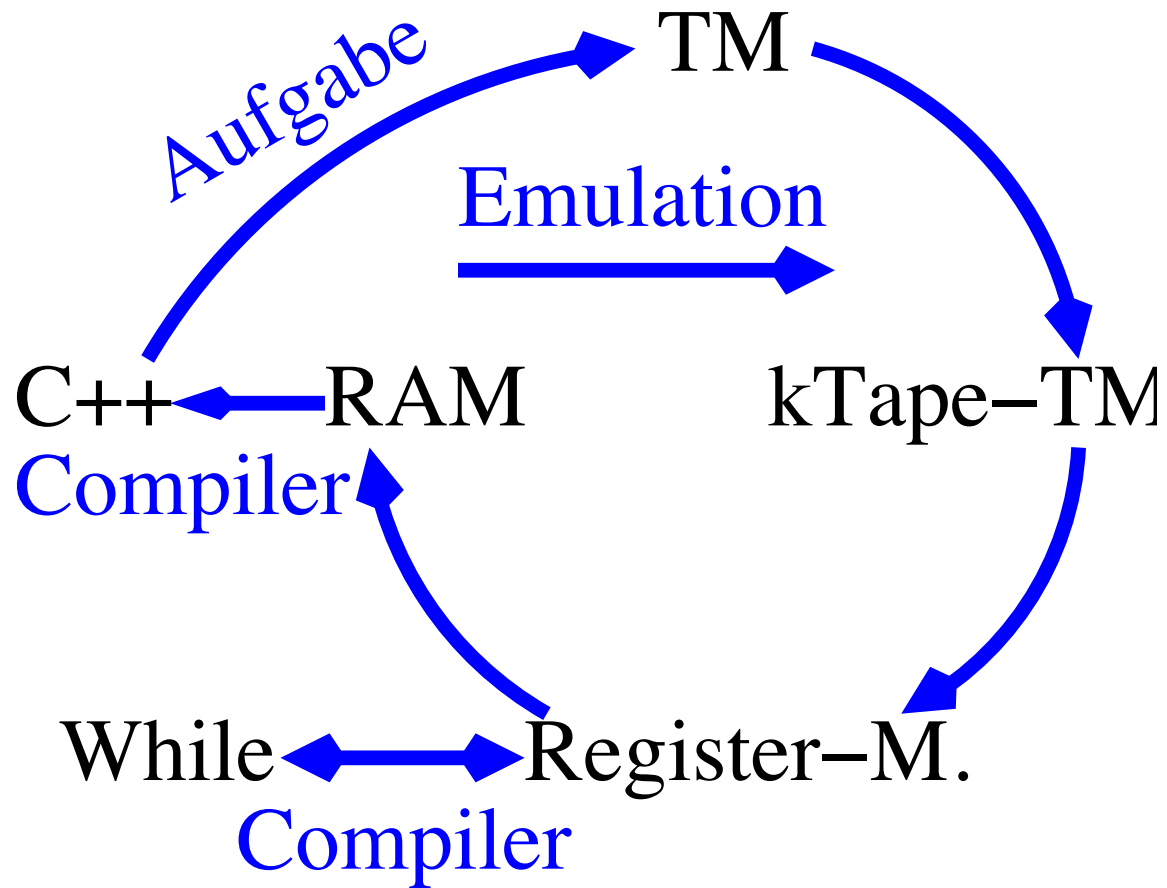 TM
Aufgabe
Emulation
C++
RAM
kTape–TM
Compiler
While
Register–M.
Compiler